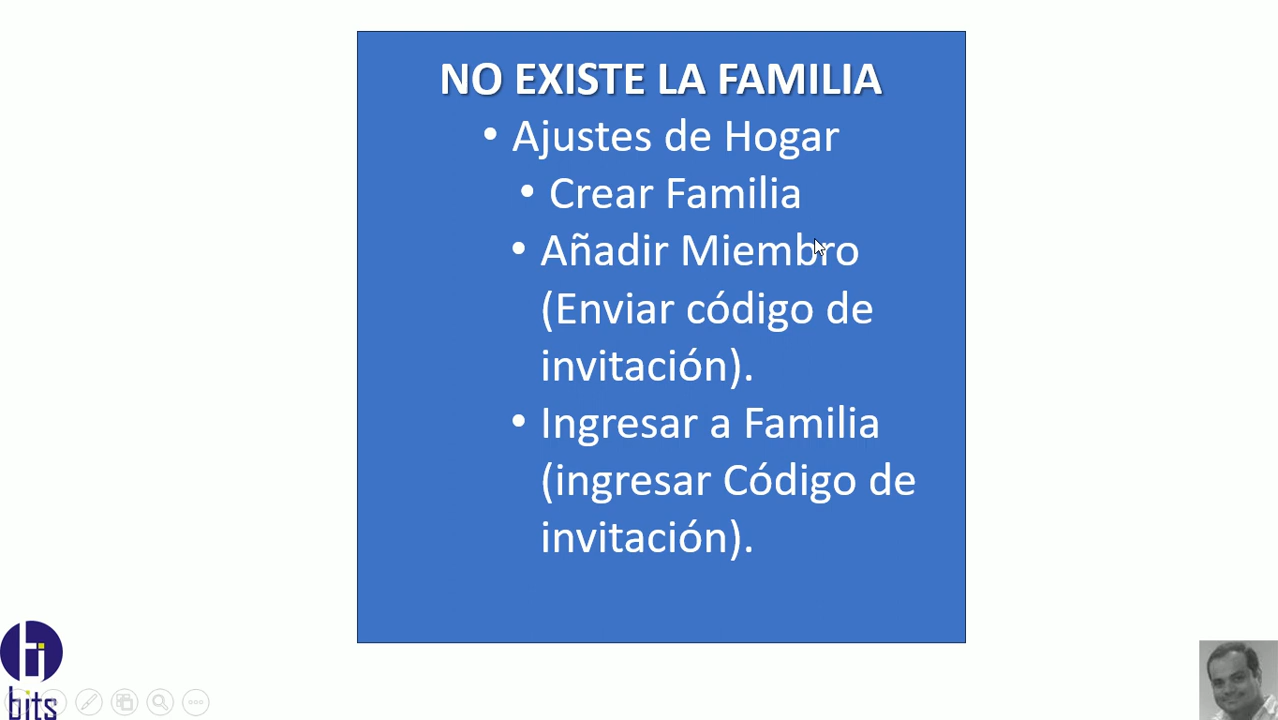 NO EXISTE LA FAMILIA
• Ajustes de Hogar
• Crear Familia
• Añadir Miembro
(Enviar código de
invitación).
• Ingresar a Familia
(ingresar Código de
invitación).
bits